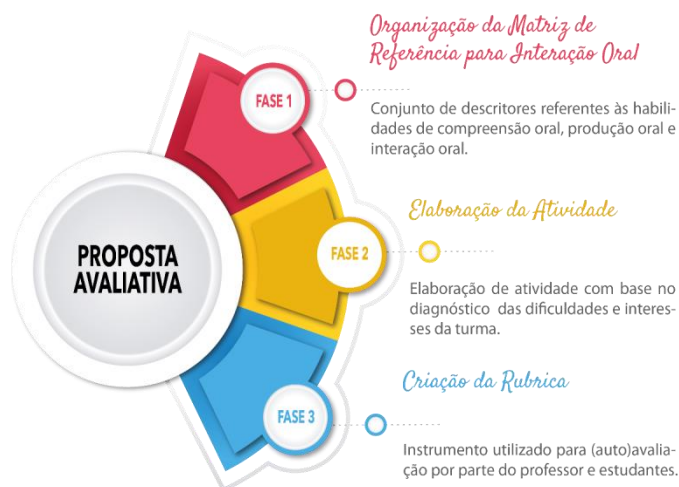 PROPOSTA
AVALIATIVA
FASE 1
Organização da Matriz de
Referência para Interação Oral
Conjunto de descritores referentes às habili-
dades de compreensão oral, produção oral e
interação oral.
FASE 2
Elaboração da Atividade
Elaboração de atividade com base no
diagnóstico das dificuldades e interes-
ses da turma.
FASE 3
Criação da Rubrica
Instrumento utilizado para (auto)avalia-
ção por parte do professor e estudantes.